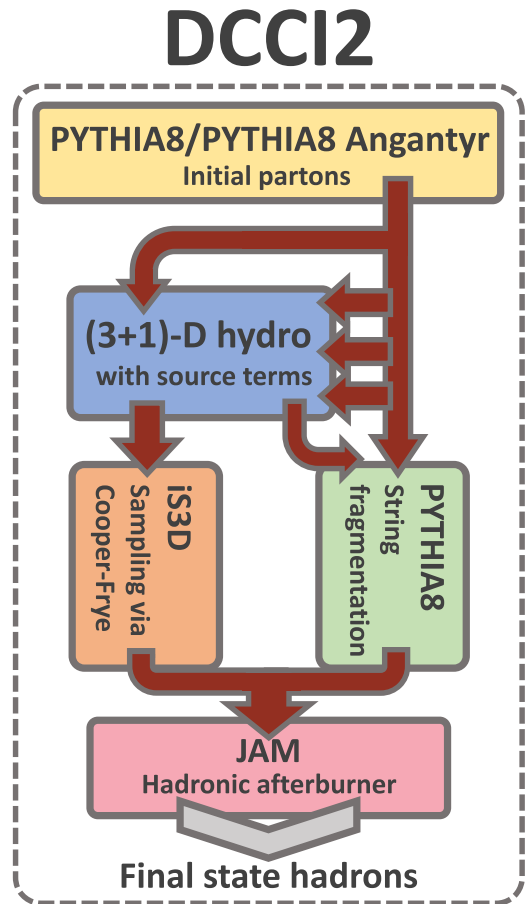 DCCI2
PYTHIA8/PYTHIA8 Angantyr
Initial partons
(3+1)-D hydro
with source terms
iS3D
Sampling via
Cooper-Frye
PYTHIA8
String
fragmentation
JAM
Hadronic afterburner
Final state hadrons